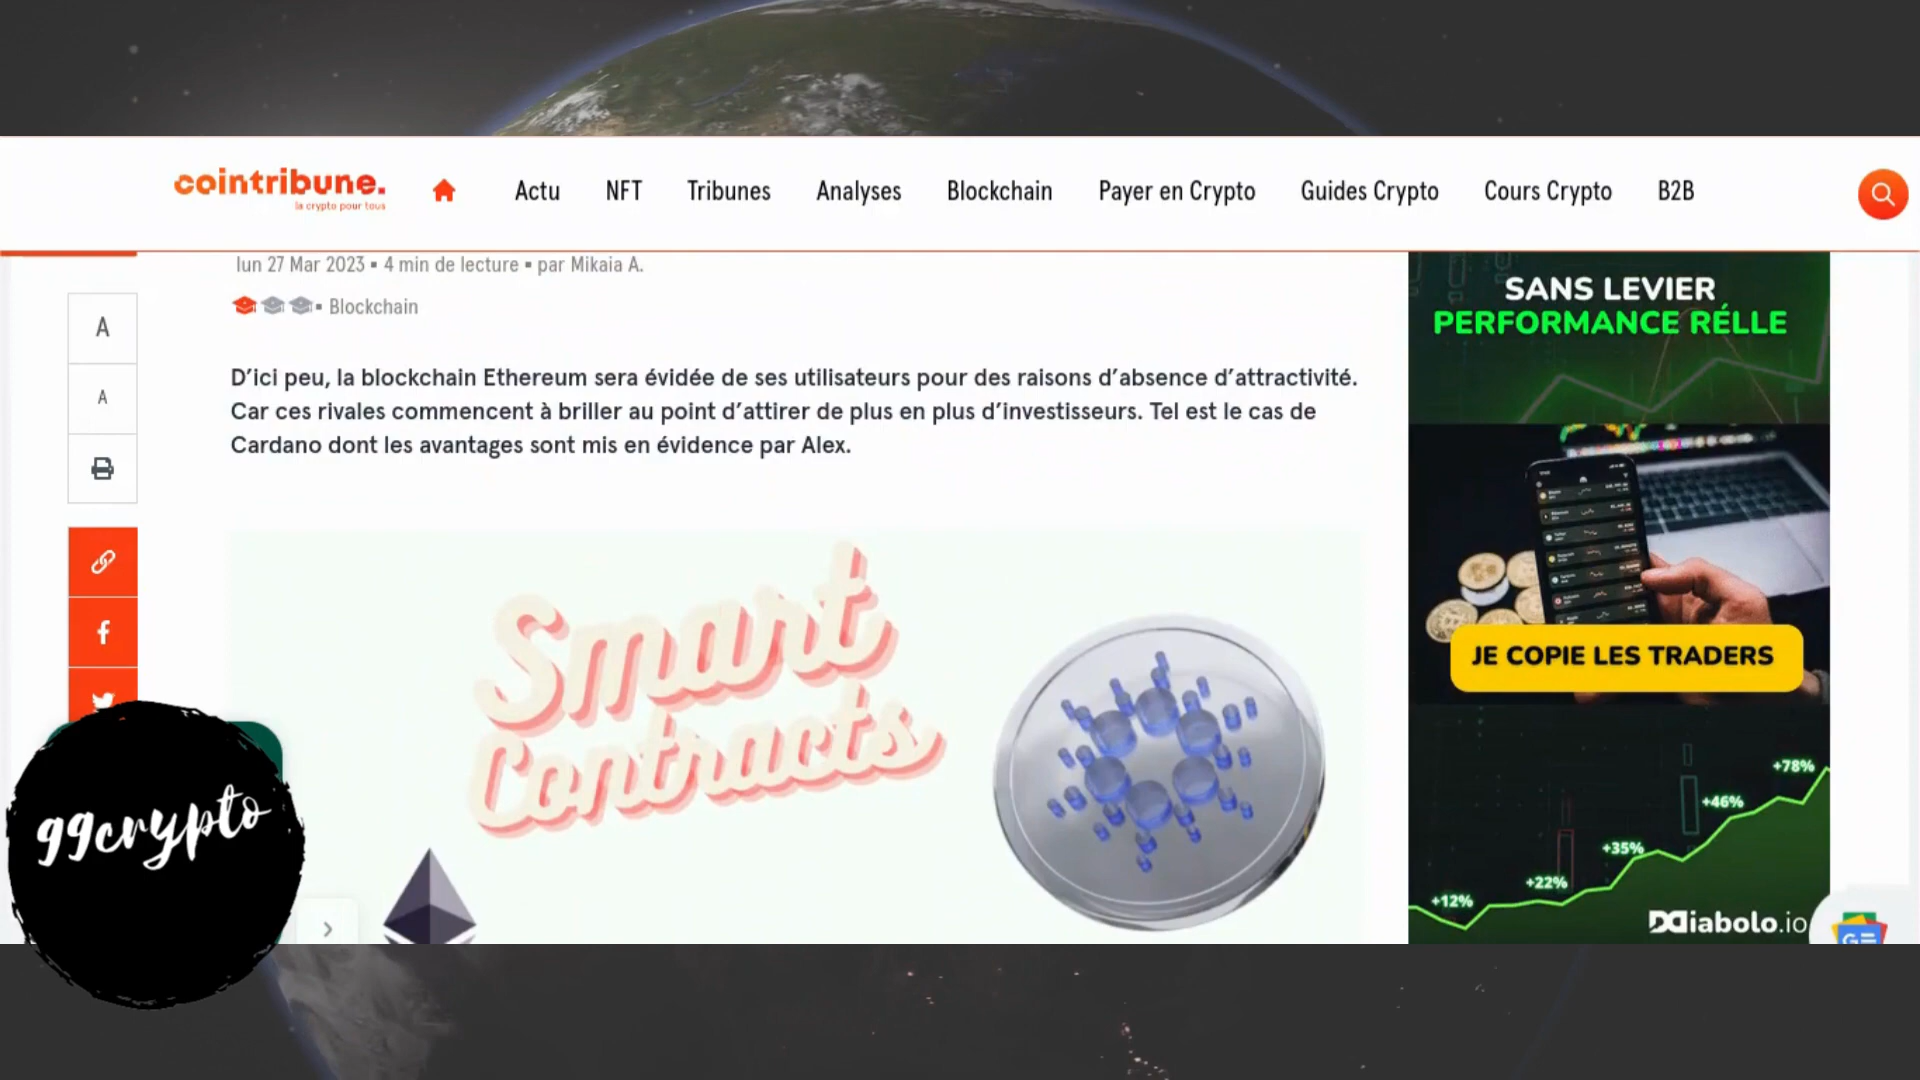 cointribune.
la crypto pour tous
Actu NFT Tribunes Analyses Blockchain Payer en Crypto Guides Crypto Cours Crypto B2B
lun 27 Mar 2023 ▪ 4 min de lecture ▪ par Mikaia A.
▪ Blockchain
A
A
D’ici peu, la blockchain Ethereum sera évidée de ses utilisateurs pour des raisons d’absence d’attractivité.
Car ces rivales commencent à briller au point d’attirer de plus en plus d’investisseurs. Tel est le cas de
Cardano dont les avantages sont mis en évidence par Alex.
Smart
Contracts
99crypto
SANS LEVIER
PERFORMANCE RÉLLE
JE COPIE LES TRADERS
+78%
+46%
+35%
+22%
+12%
Diabolo.io